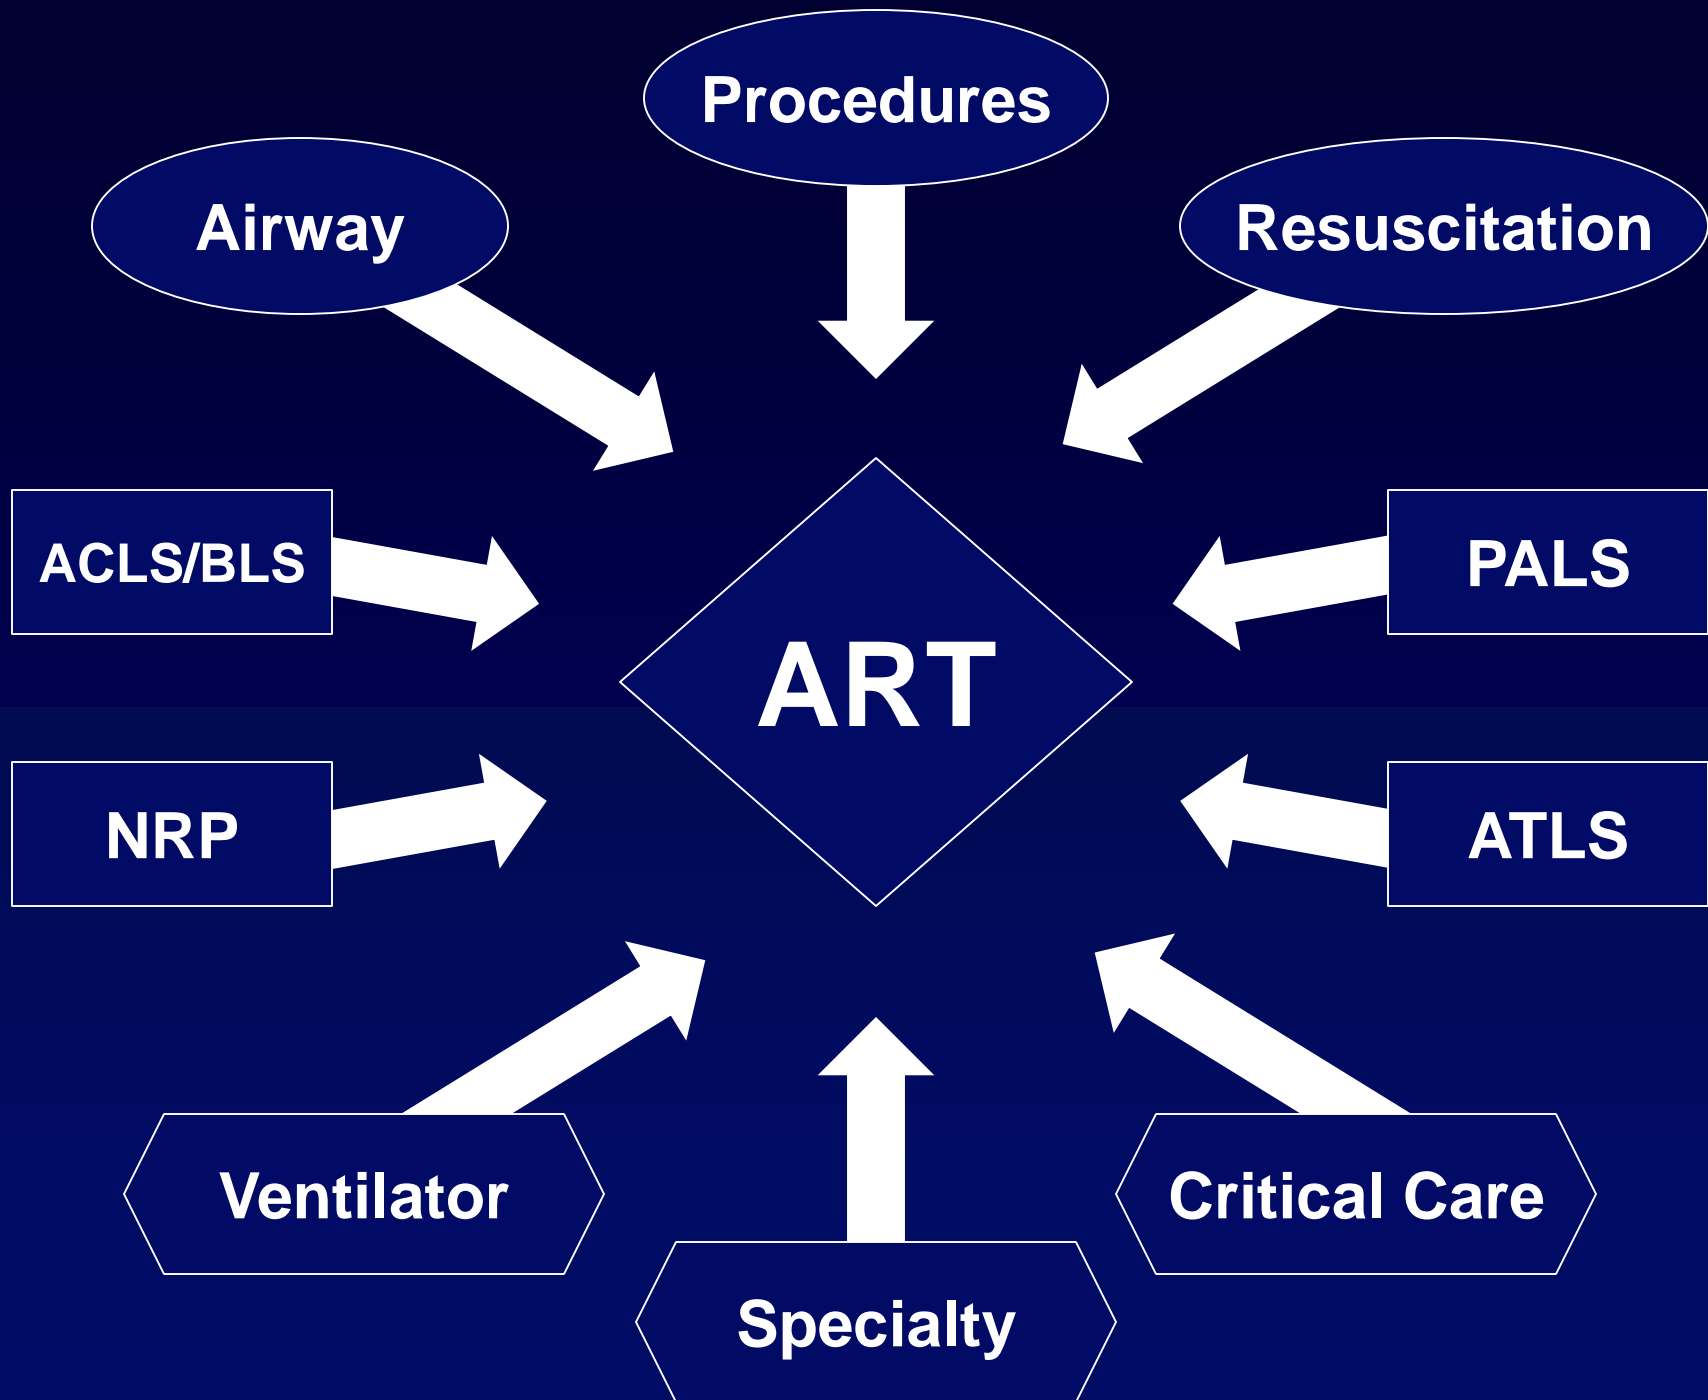 Procedures
Airway
Resuscitation
ACLS/BLS
PALS
ART
NRP
ATLS
Ventilator
Critical Care
Specialty